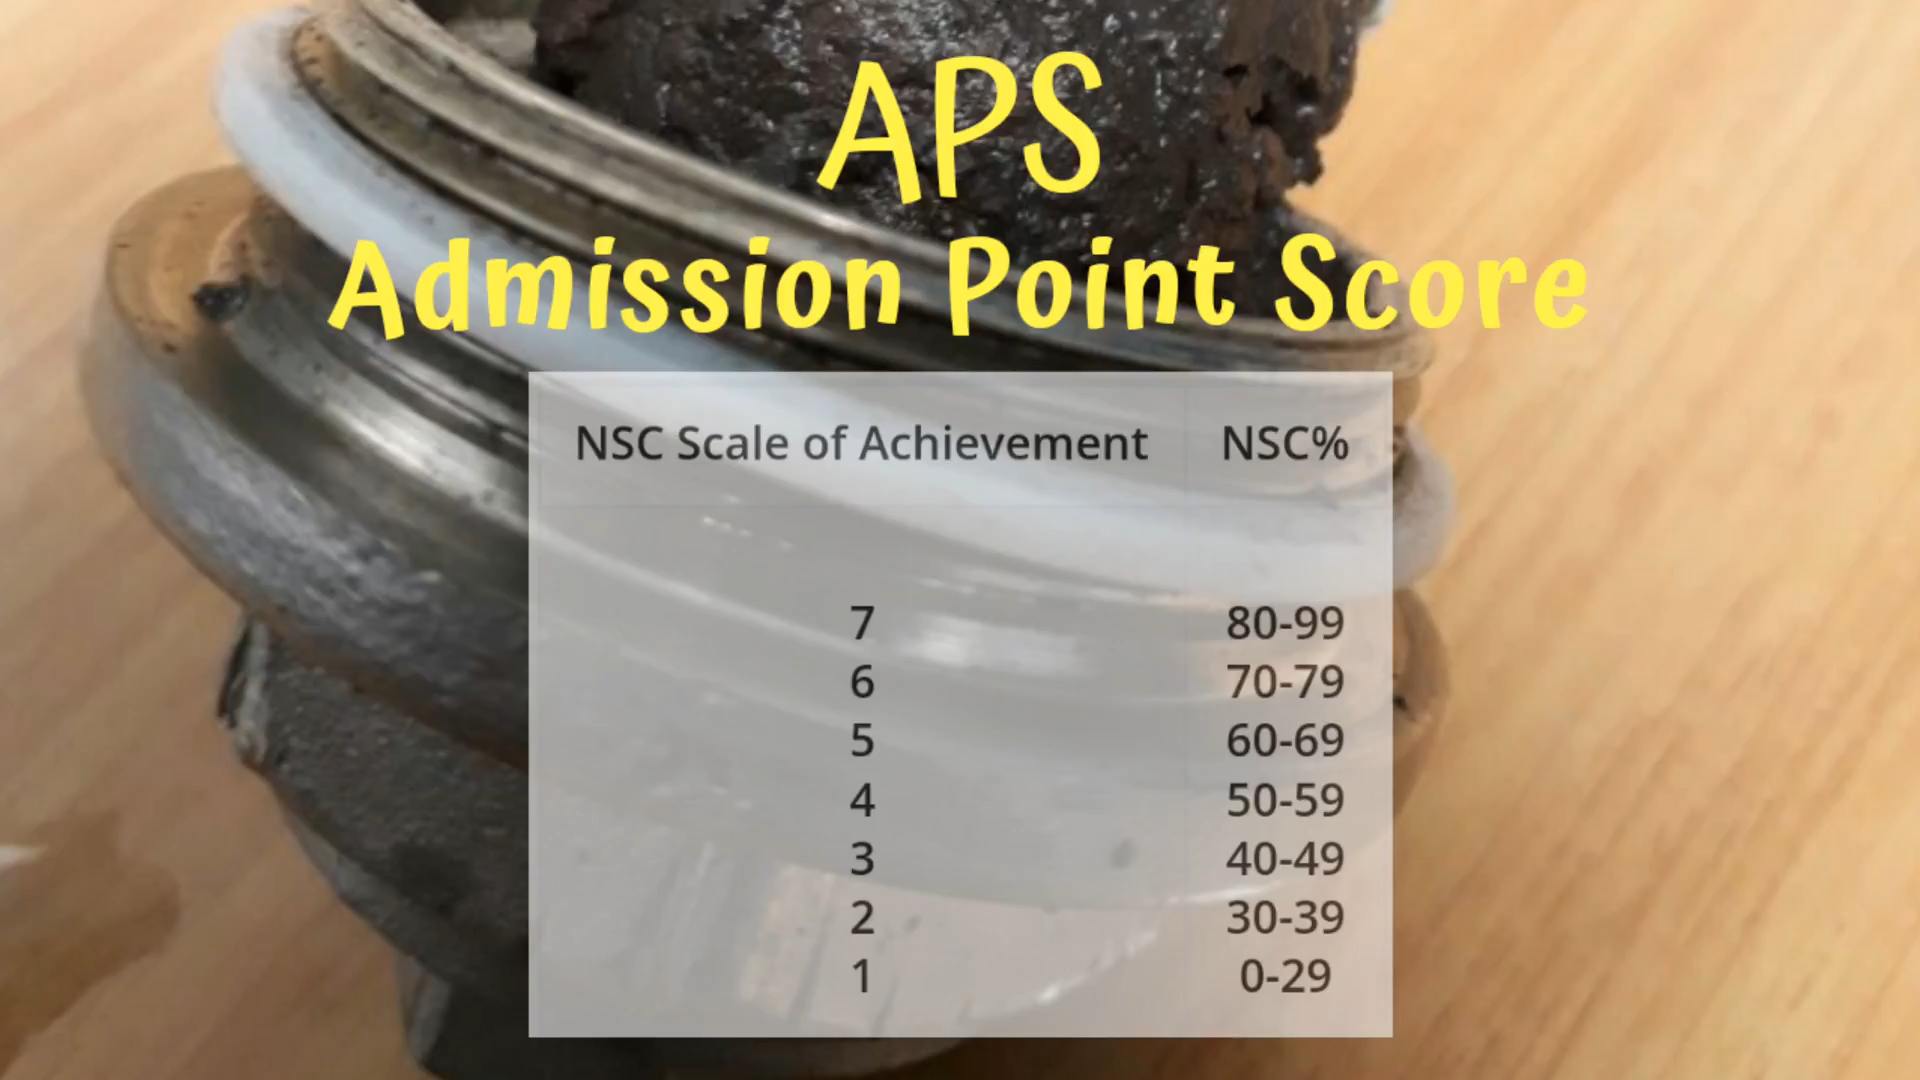 APS
Admission Point Score
NSC Scale of Achievement NSC%
7 80-99
6 70-79
5 60-69
4 50-59
3 40-49
2 30-39
1 0-29